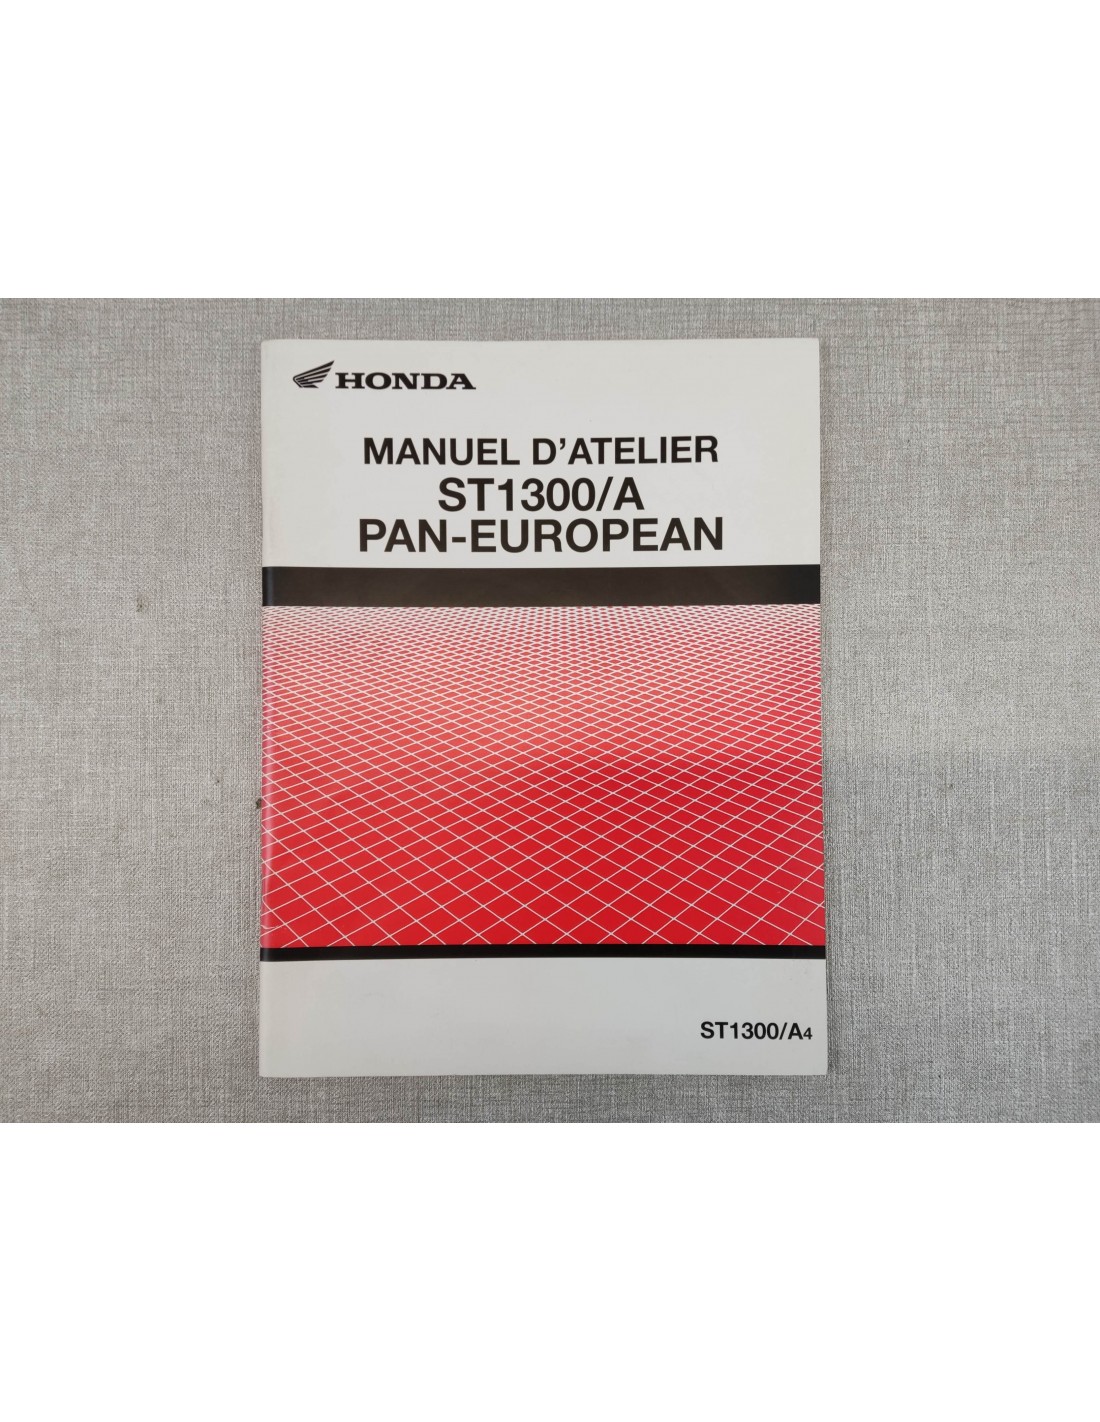 HONDA
MANUEL D'ATELIER
ST1300/A
PAN-EUROPEAN
ST1300/A4